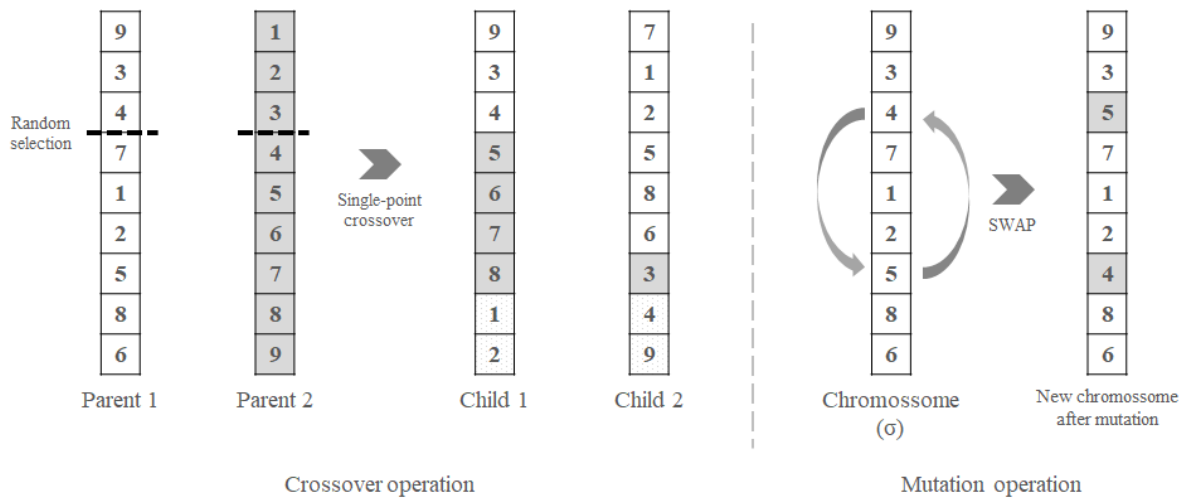 9 1 9 7 9 9
3 2 3 1 3 3
4 3 4 2 4 5
Random
selection
7 4 5 5 7 7
1 5 6 8 1 1
Single-point
crossover
2 6 7 6 2 2
SWAP
5 7 8 3 5 4
8 8 1 4 8 8
6 9 2 9 6 6
Parent 1 Parent 2 Child 1 Child 2 Chromossome
(σ)
New chromossome
after mutation
Crossover operation Mutation operation